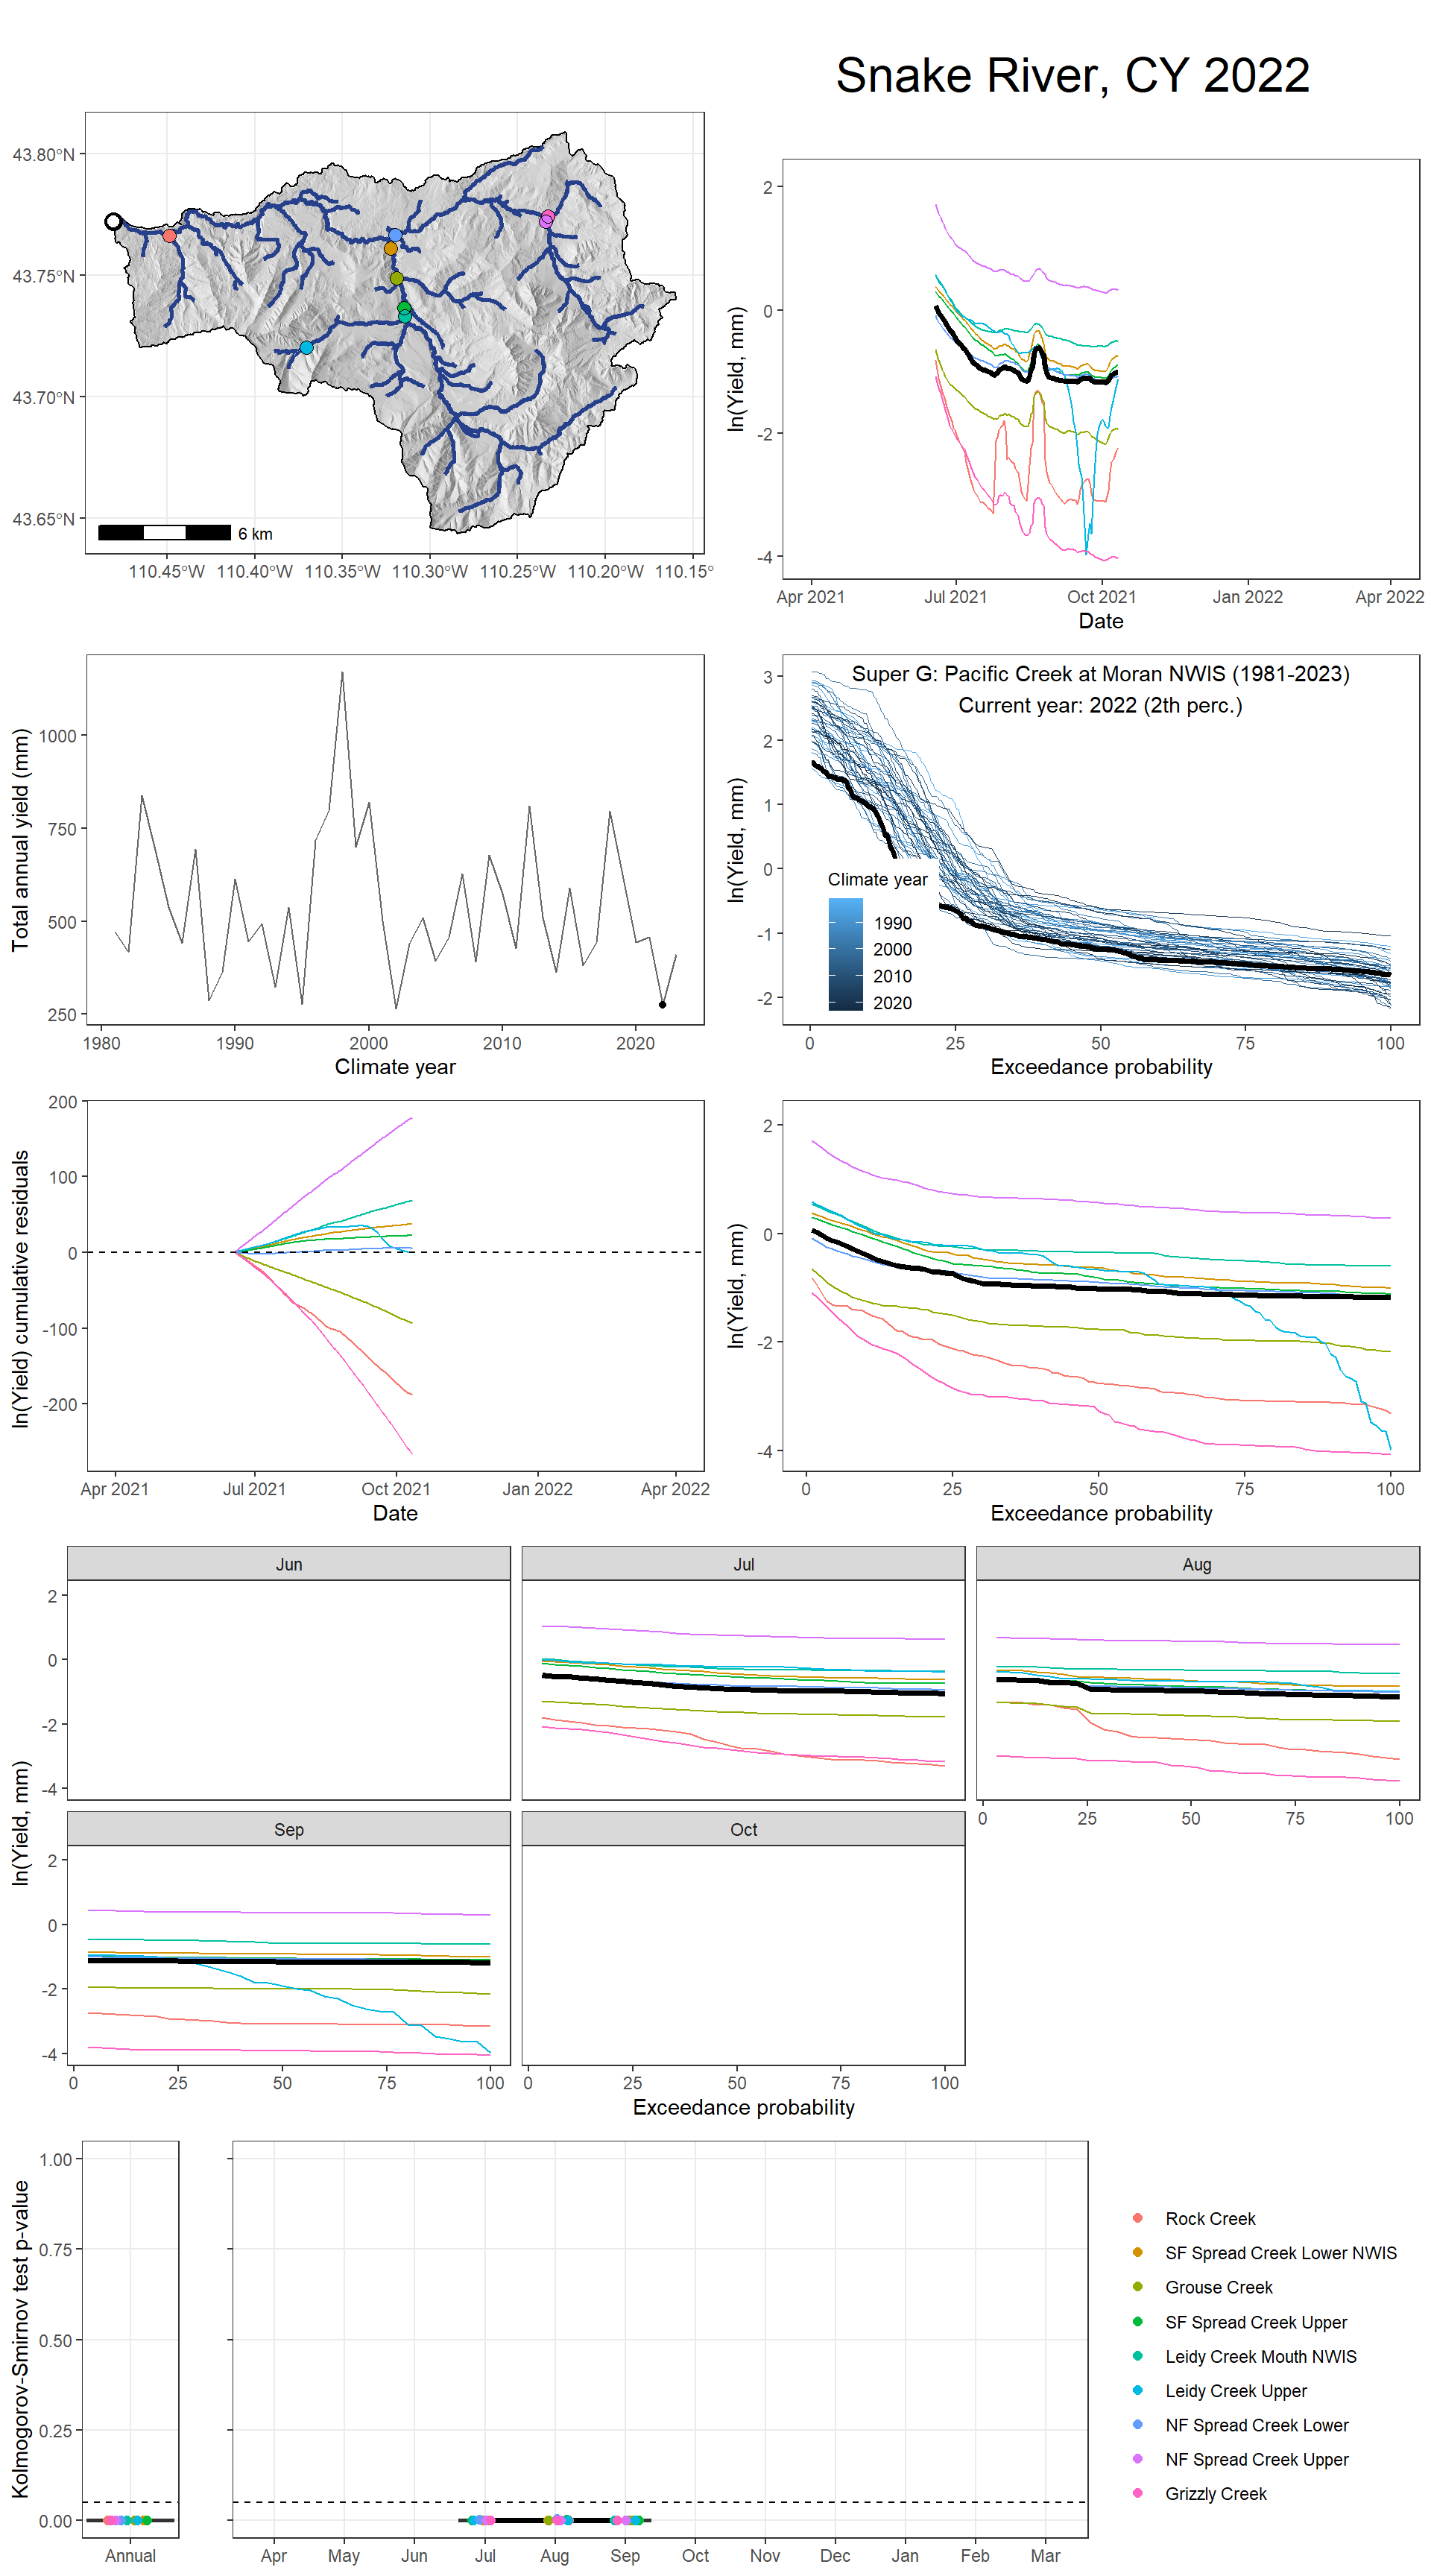 Snake River, CY 2022
43.80°N
43.75°N
43.70°N
43.65°N
6 km
110.45°W 110.40°W 110.35°W 110.30°W 110.25°W 110.20°W 110.15°
ln(Yield, mm)
2
0
-2
-4
Apr 2021 Jul 2021 Oct 2021 Jan 2022 Apr 2022
Date
Total annual yield (mm)
1000
750
500
250
1980 1990 2000 2010 2020
Climate year
ln(Yield, mm)
3
2
1
0
-1
-2
Super G: Pacific Creek at Moran NWIS (1981-2023)
Current year: 2022 (2th perc.)
Climate year
1990
2000
2010
2020
0 25 50 75 100
Exceedance probability
ln(Yield) cumulative residuals
200
100
0
-100
-200
Apr 2021 Jul 2021 Oct 2021 Jan 2022 Apr 2022
Date
ln(Yield, mm)
2
0
-2
-4
0 25 50 75 100
Exceedance probability
ln(Yield, mm)
Jun Jul Aug
2
0
-2
-4
0 25 50 75 100
Sep Oct
2
0
-2
-4
0 25 50 75 100 0 25 50 75 100
Exceedance probability
Kolmogorov-Smirnov test p-value
1.00
0.75
0.50
0.25
0.00
Annual
Apr May Jun Jul Aug Sep Oct Nov Dec Jan Feb Mar
Rock Creek
SF Spread Creek Lower NWIS
Grouse Creek
SF Spread Creek Upper
Leidy Creek Mouth NWIS
Leidy Creek Upper
NF Spread Creek Lower
NF Spread Creek Upper
Grizzly Creek